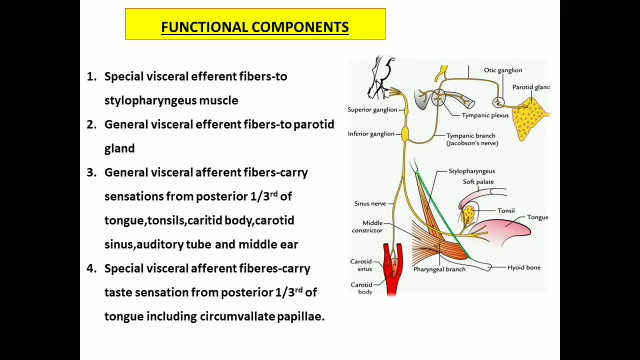 FUNCTIONAL COMPONENTS
1. Special visceral efferent fibers-to
stylopharyngeus muscle
2. General visceral efferent fibers-to parotid
gland
3. General visceral afferent fibers-carry
sensations from posterior 1/3rd of
tongue,tonsils,caritid body,carotid
sinus,auditory tube and middle ear
4. Special visceral afferent fiberes-carry
taste sensation from posterior 1/3rd of
tongue including circumvallate papillae.
Otic ganglion
Parotid gland
Superior ganglion
Tympanic plexus
Inferior ganglion
Tympanic branch
(Jacobson's nerve)
Stylopharyngeus
Soft palate
Sinus nerve
Tonsil
Tongue
Middle
constrictor
Carotid
sinus
Pharyngeal branch
Hyoid bone
Carotid
body